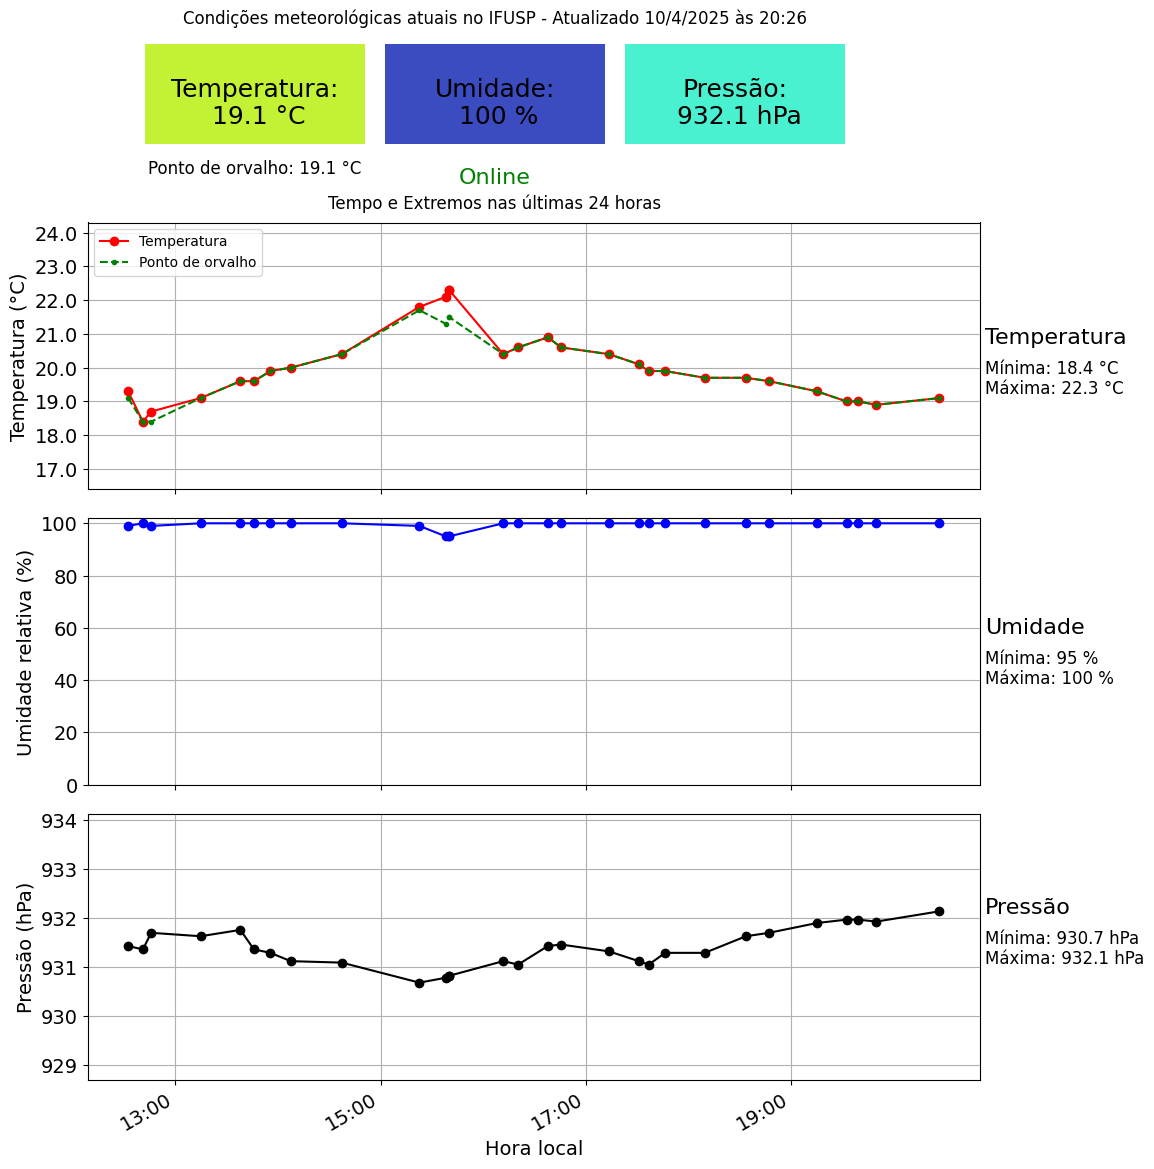 Condições meteorológicas atuais no IFUSP - Atualizado 10/4/2025 às 20:26
Temperatura:
19.1 °C
Umidade:
100 %
Pressão:
932.1 hPa
Ponto de orvalho: 19.1 °C
Online
Tempo e Extremos nas últimas 24 horas
Temperatura (°C)
24.0
23.0
22.0
21.0
20.0
19.0
18.0
17.0
Temperatura
Ponto de orvalho
Temperatura
Mínima: 18.4 °C
Máxima: 22.3 °C
Umidade relativa (%)
100
80
60
40
20
0
Umidade
Mínima: 95 %
Máxima: 100 %
Pressão (hPa)
934
933
932
931
930
929
Pressão
Mínima: 930.7 hPa
Máxima: 932.1 hPa
13:00
15:00
17:00
19:00
Hora local